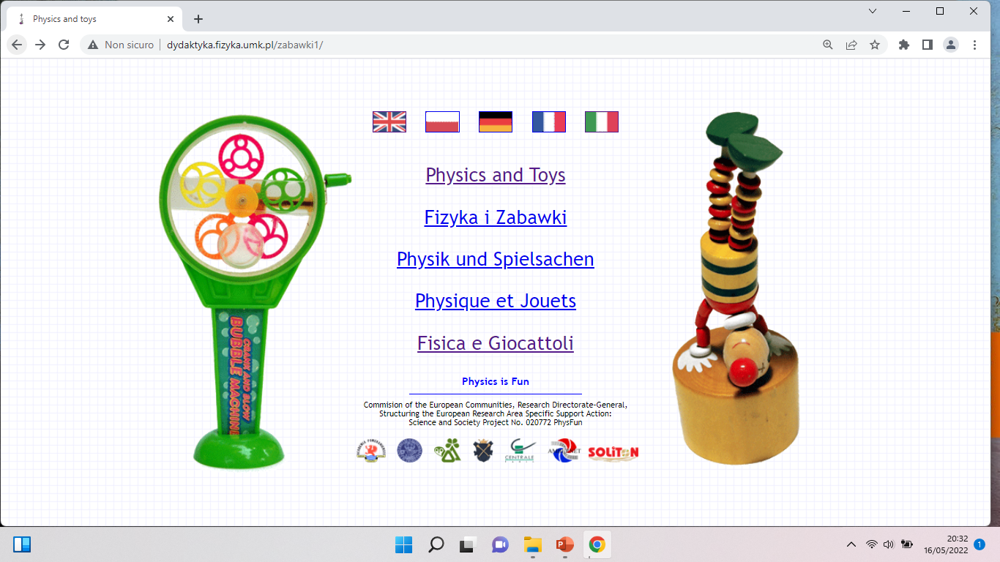 Physics and toys
Non sicuro
dydaktyka.fizyka.umk.pl/zabawki1/
Physics and Toys
Fizyka i Zabawki
Physik und Spielsachen
Physique et Jouets
Fisica e Giocattoli
Physics is Fun
Commision of the European Communities, Research Directorate-General,
Structuring the European Research Area Specific Support Action:
Science and Society Project No. 020772 PhysFun
CRANK AND BLOW
BUBBLE MACHINE
CENTRALE
SOLITON
20:32
16/05/2022
1